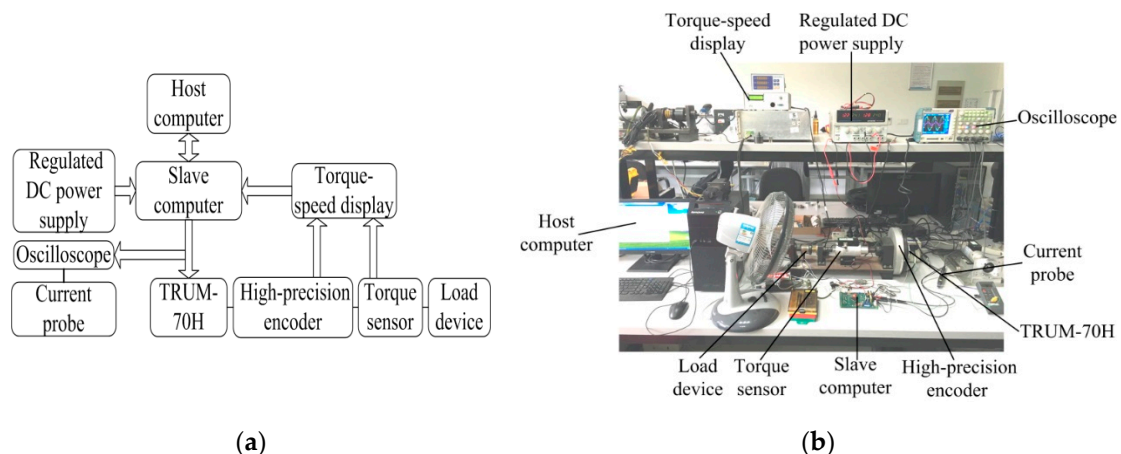 Host
computer
Regulated
DC power
supply
Slave
computer
Torque-
speed display
Oscilloscope
Current
probe
TRUM-
70H
High-precision
encoder
Torque
sensor
Load
device
(a)
Torque-speed
display
Regulated DC
power supply
Oscilloscope
Host
computer
Current
probe
TRUM-70H
Load
device
Torque
sensor
Slave
computer
High-precision
encoder
(b)